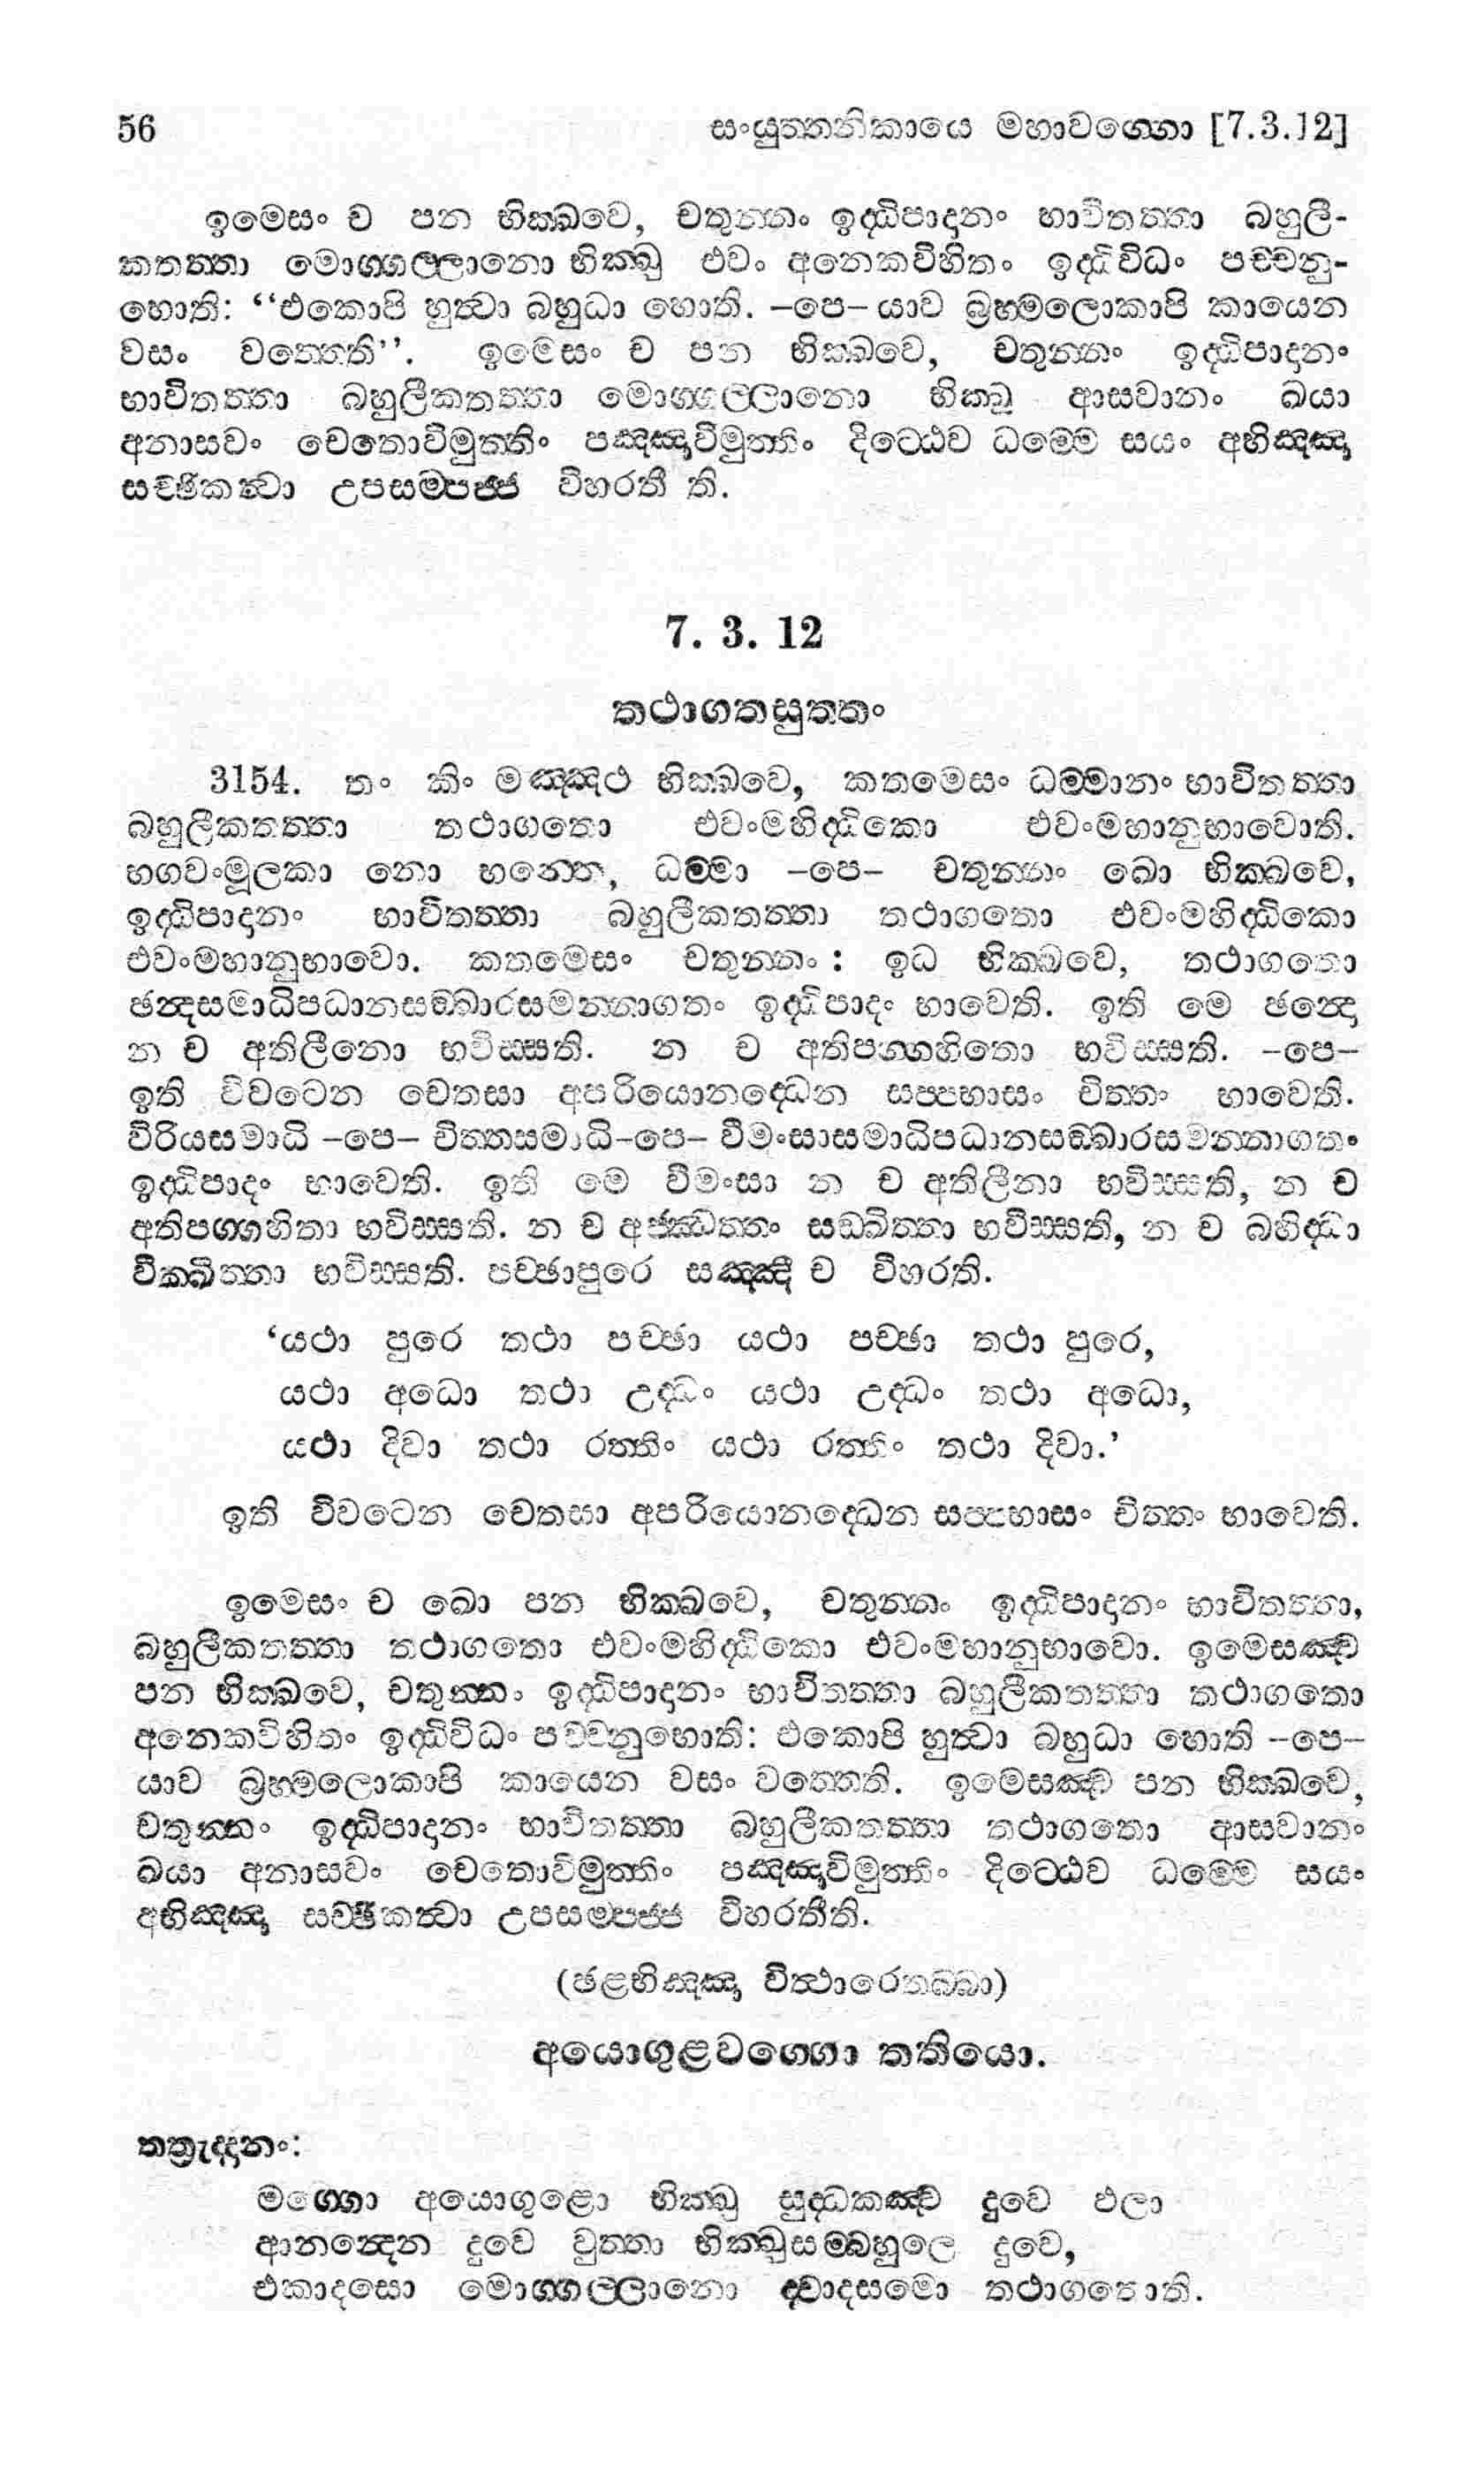 56 සංයුත්තනිකායෙ මහාවග්ගො [7.3.12]
ඉමෙසං ච පන භික්ඛවෙ, චතුන්නං ඉද්ධිපාදානං භාවිතත්තා බහුලී-
කතත්තා මොග්ගල්ලානො භික්ඛු එවං අනෙකවිහිතං ඉද්ධිවිධං පච්චනු-
හොති: “එකොපි හුත්වා බහුධා හොති. –පෙ– යාව බ්‍රහ්මලොකාපි කායෙන
වසං වත්තෙති”. ඉමෙසං ච පන භික්ඛවෙ, චතුන්නං ඉද්ධිපාදානං
භාවිතත්තා බහුලීකතත්තා මොග්ගල්ලානො භික්ඛූ ආසවානං ඛයා
අනාසවං චෙතොවිමුත්තිං පඤ්ඤාවිමුත්තිං දිට්ඨෙව ධම්මෙ සයං අභිඤ්ඤා
සච්ඡිකත්වා උපසම්පජ්ජ විහරතී ති.
7. 3. 12
තථාගතසුත්තං
3154. තං කිං මඤ්ඤථ භික්ඛවෙ, කතමෙසං ධම්මානං භාවිතත්තා
බහුලීකතත්තා තථාගතො එවංමහිද්ධිකො එවංමහානුභාවොති.
භගවංමූලකා නො භන්තෙ, ධම්මා –පෙ– චතුන්නං ඛො භික්ඛවෙ,
ඉද්ධිපාදානං භාවිතත්තා බහුලීකතත්තා තථාගතො එවංමහිද්ධිකො
එවංමහානුභාවො. කතමෙසං චතුන්නං: ඉධ භික්ඛවෙ, තථාගතො
ඡන්දසමාධිපධානසඞ්ඛාරසමන්නාගතං ඉද්ධිපාදං භාවෙති. ඉති මෙ ඡන්දො
න ච අතිලීනො භවිස්සති. න ච අතිපග්ගහිතො භවිස්සති. –පෙ–
ඉති විවටෙන චෙතසා අපරියොනද්ධෙන සප්පභාසං චිත්තං භාවෙති.
විරියසමාධි –පෙ– චිත්තසමාධි–පෙ– වීමංසාසමාධිපධානසඞ්ඛාරසමන්නාගතං
ඉද්ධිපාදං භාවෙති. ඉති මෙ වීමංසා න ච අතිලීනා භවිස්සති, න ච
අතිපග්ගහිතා භවිස්සති. න ච අජ්ඣත්තං සඞ්ඛිත්තා භවිස්සති, න ච බහිද්ධා
වික්ඛිත්තා භවිස්සති. පච්ඡාපුරෙ සඤ්ඤී ච විහරති.
‘යථා පුරෙ තථා පච්ඡා යථා පච්ඡා තථා පුරෙ,
යථා අධො තථා උද්ධං යථා උද්ධං තථා අධො,
යථා දිවා තථා රත්තිං යථා රත්තිං තථා දිවා.’
ඉති විවටෙන චෙතසා අපරියොනද්ධෙන සප්පභාසං චිත්තං භාවෙති.
ඉමෙසං ච ඛො පන භික්ඛවෙ, චතුන්නං ඉද්ධිපාදානං භාවිතත්තා,
බහුලීකතත්තා තථාගතො එවංමහිද්ධිකො එවංමහානුභාවො. ඉමෙසඤ්ච
පන භික්ඛවෙ, චතුන්නං ඉද්ධිපාදානං භාවිතත්තා බහුලීකතත්තා තථාගතො
අනෙකවිහිතං ඉද්ධිවිධං පච්චනුභොති: එකොපි හුත්වා බහුධා හොති –පෙ–
යාව බ්‍රහ්මලොකාපි කායෙන වසං වත්තෙති. ඉමෙසඤ්ච පන භික්ඛවෙ,
චතුන්නං ඉද්ධිපාදානං භාවිතත්තා බහුලීකතත්තා තථාගතො ආසවානං
ඛයා අනාසවං චෙතොවිමුත්තිං පඤ්ඤාවිමුත්තිං දිට්ඨෙව ධම්මෙ සයං
අභිඤ්ඤා සච්ඡිකත්වා උපසම්පජ්ජ විහරතීති.
(ඡළභිඤ්ඤා විත්ථාරෙතබ්බා)
අයොගුළවග්ගො තතියො.
තත්‍රුද්දානං:
මග්ගො අයොගුළො භික්ඛු සුද්ධකඤ්ච දුවෙ ඵලා
ආනන්දෙන දුවෙ වුත්තා භික්ඛුසම්බහුලෙ දුවෙ,
එකාදසො මොග්ගල්ලානො ද්වාදසමො තථාගතොති.